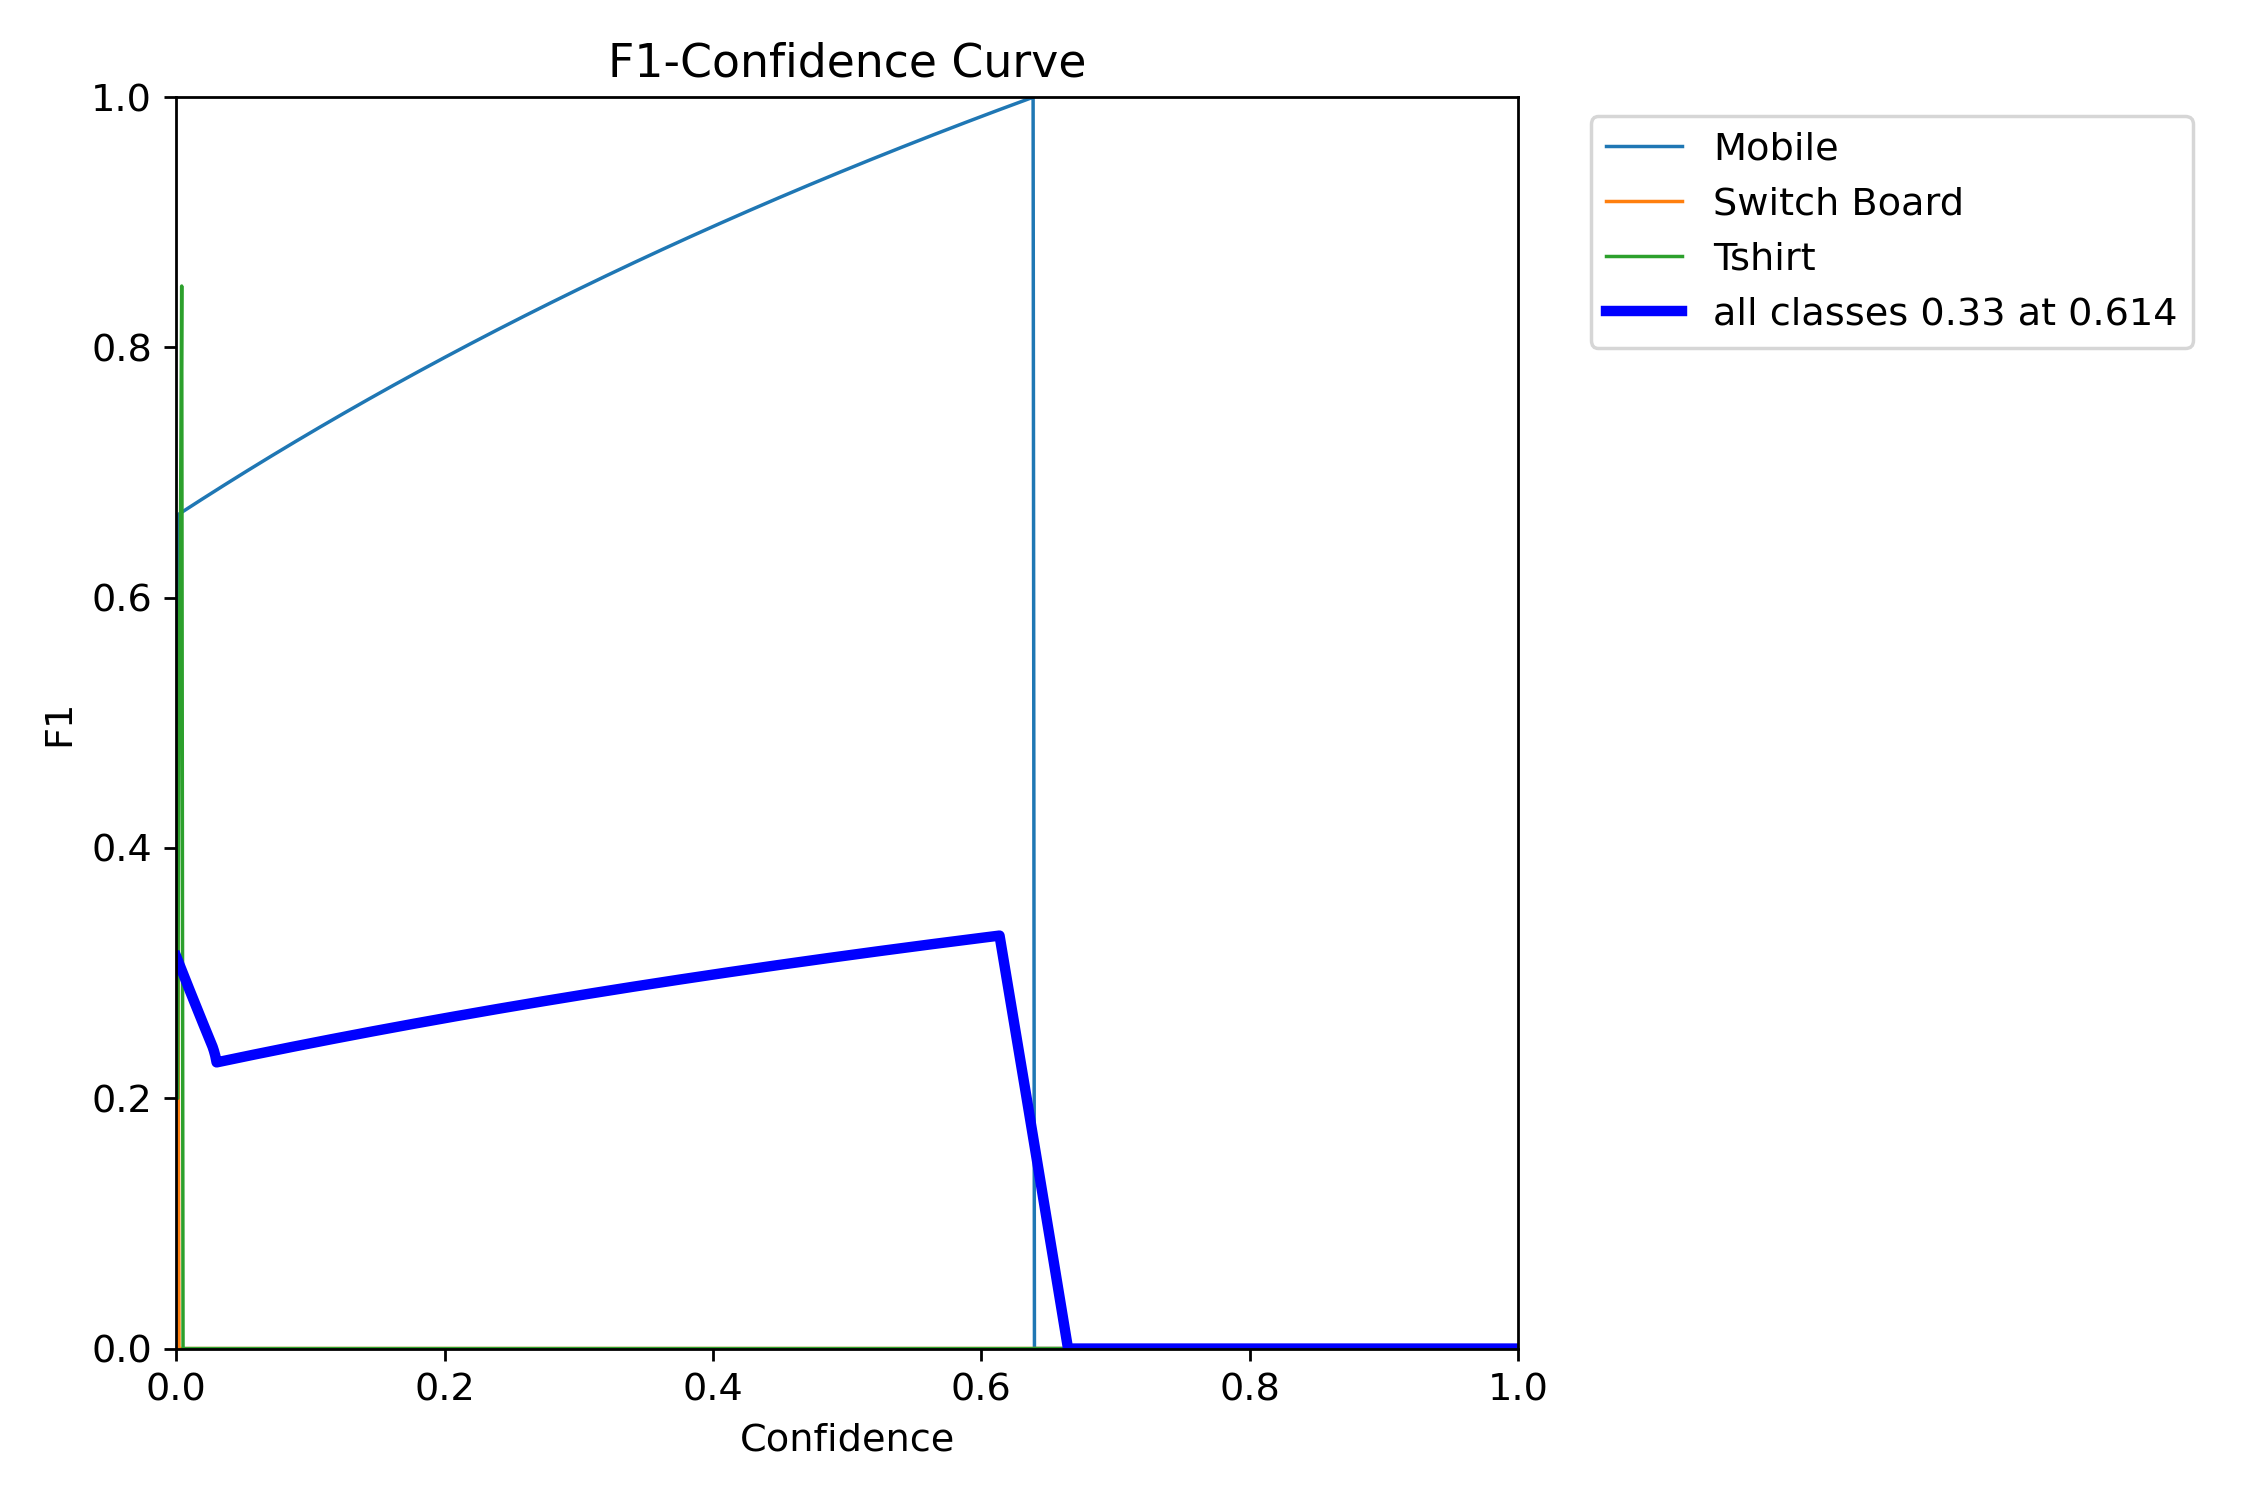 F1-Confidence Curve
1.0
0.8
0.6
0.4
0.2
0.0
F1
0.0 0.2 0.4 0.6 0.8 1.0
Confidence
Mobile
Switch Board
Tshirt
all classes 0.33 at 0.614